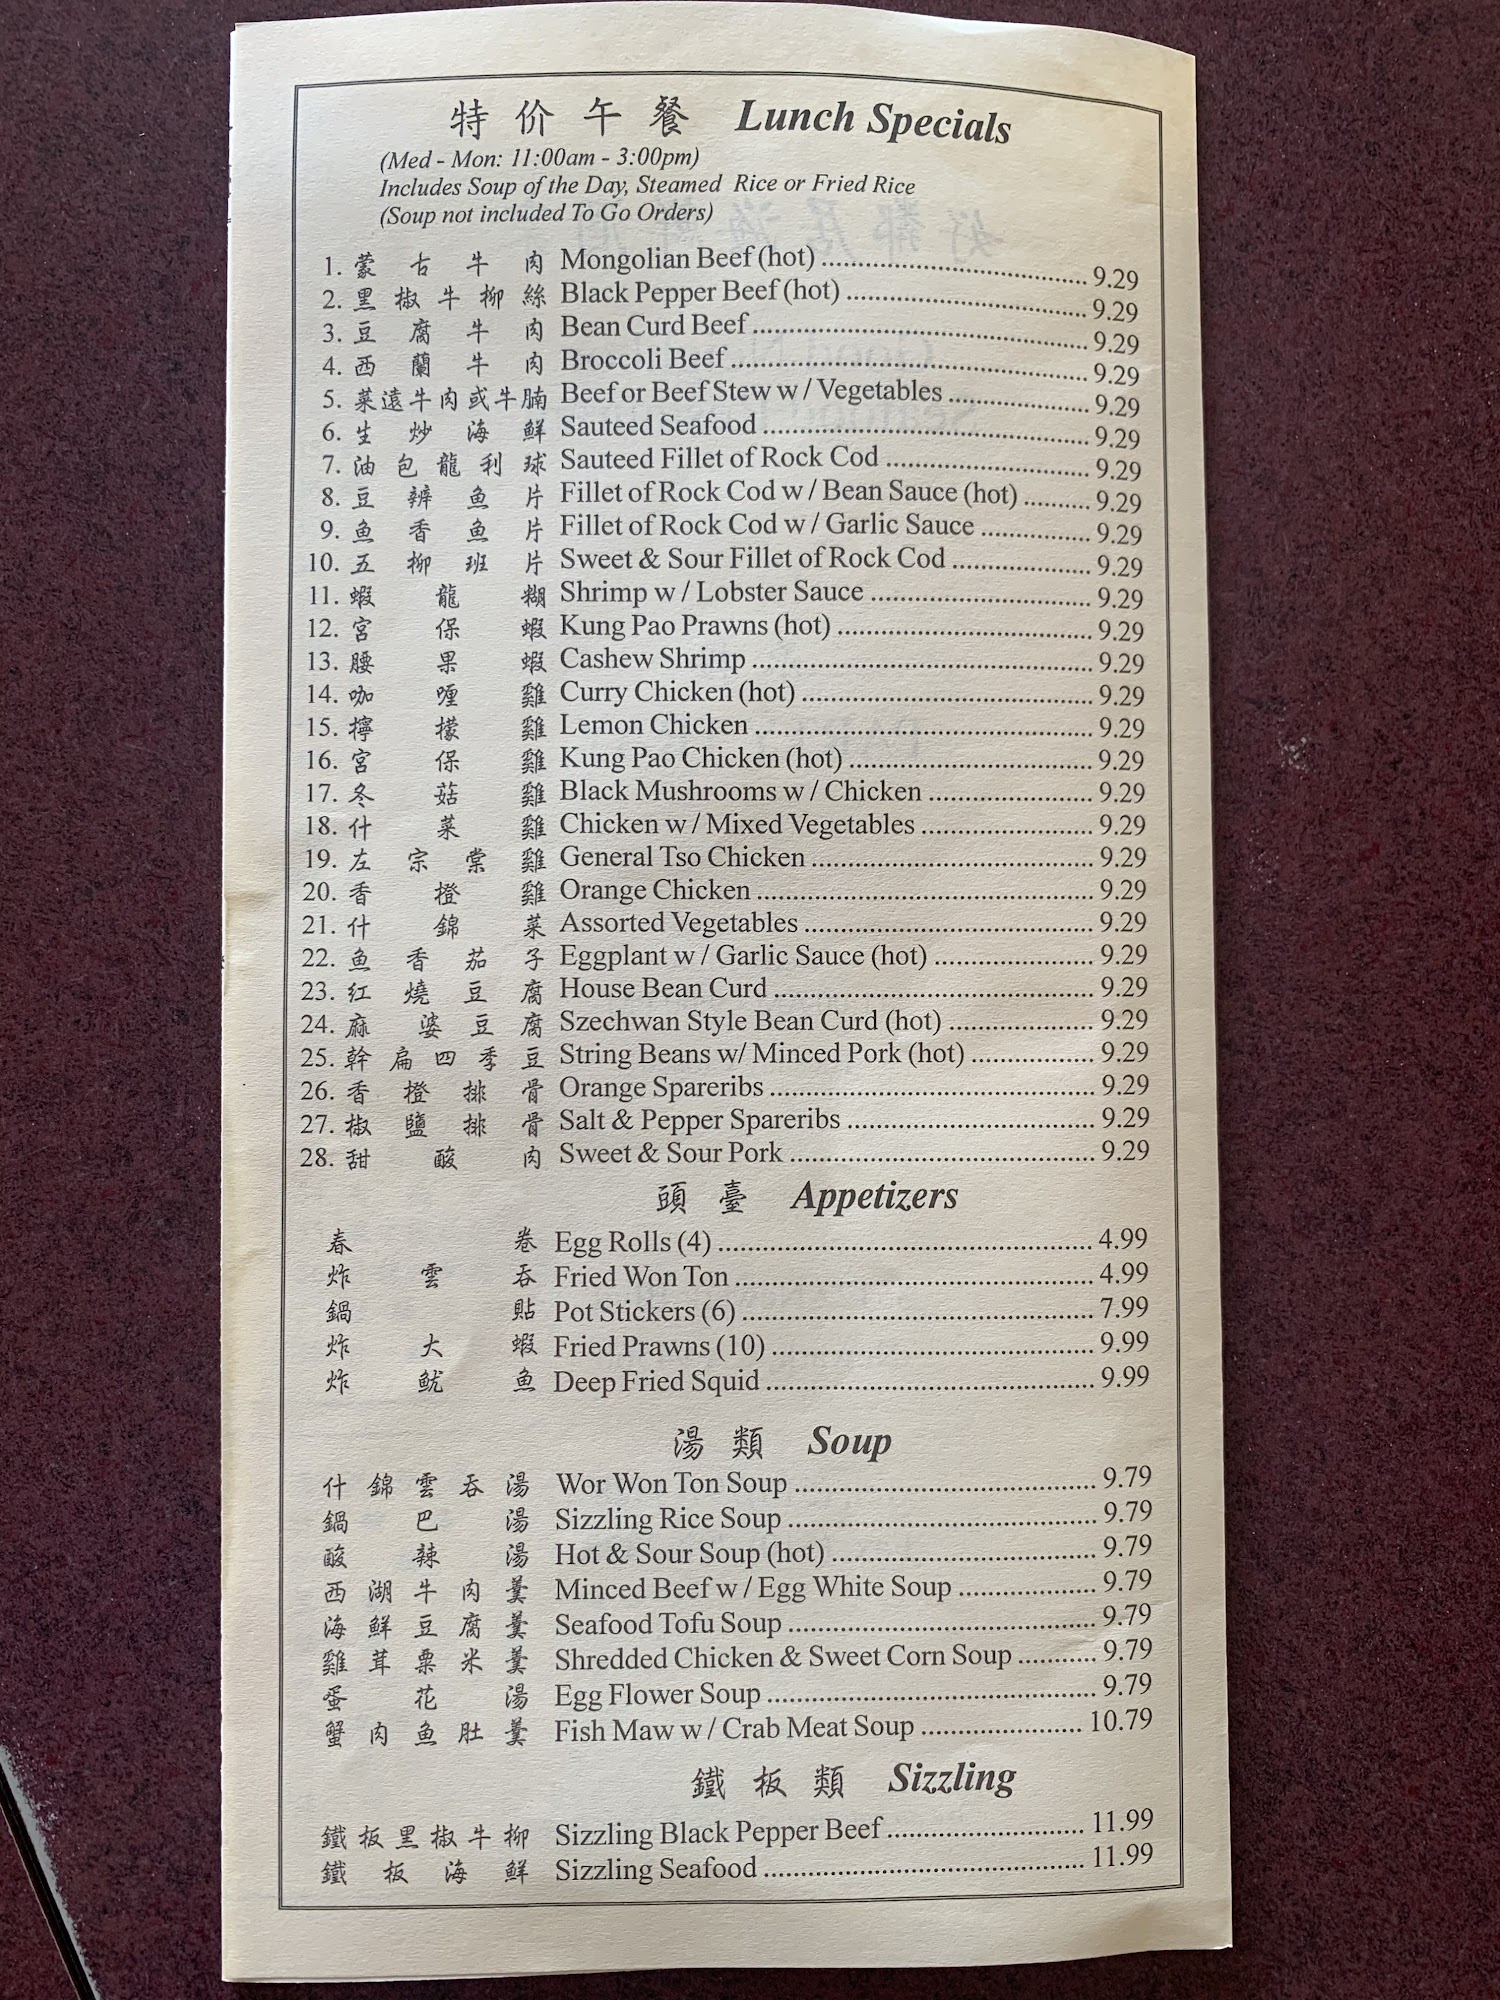 特价午餐 Lunch Specials
(Med - Mon: 11:00am - 3:00pm)
Includes Soup of the Day, Steamed Rice or Fried Rice
(Soup not included To Go Orders)
1. 蒙古牛肉 Mongolian Beef (hot) 9.29
2. 黑椒牛柳絲 Black Pepper Beef (hot) 9.29
3. 豆腐牛肉 Bean Curd Beef 9.29
4. 西蘭牛肉 Broccoli Beef 9.29
5. 菜遠牛肉或牛腩 Beef or Beef Stew w / Vegetables 9.29
6. 生炒海鮮 Sauteed Seafood 9.29
7. 油包龍利球 Sauteed Fillet of Rock Cod 9.29
8. 豆辦魚片 Fillet of Rock Cod w / Bean Sauce (hot) 9.29
9. 魚香魚片 Fillet of Rock Cod w / Garlic Sauce 9.29
10. 五柳班片 Sweet & Sour Fillet of Rock Cod 9.29
11. 蝦龍糊 Shrimp w / Lobster Sauce 9.29
12. 宮保蝦 Kung Pao Prawns (hot) 9.29
13. 腰果蝦 Cashew Shrimp 9.29
14. 咖喱雞 Curry Chicken (hot) 9.29
15. 檸檬雞 Lemon Chicken 9.29
16. 宮保雞 Kung Pao Chicken (hot) 9.29
17. 冬菇雞 Black Mushrooms w / Chicken 9.29
18. 什菜雞 Chicken w / Mixed Vegetables 9.29
19. 左宗棠雞 General Tso Chicken 9.29
20. 香橙雞 Orange Chicken 9.29
21. 什錦菜 Assorted Vegetables 9.29
22. 魚香茄子 Eggplant w / Garlic Sauce (hot) 9.29
23. 紅燒豆腐 House Bean Curd 9.29
24. 麻婆豆腐 Szechwan Style Bean Curd (hot) 9.29
25. 幹扁四季豆 String Beans w/ Minced Pork (hot) 9.29
26. 香橙排骨 Orange Spareribs 9.29
27. 椒鹽排骨 Salt & Pepper Spareribs 9.29
28. 甜酸肉 Sweet & Sour Pork 9.29
頭臺 Appetizers
春卷 Egg Rolls (4) 4.99
炸雲吞 Fried Won Ton 4.99
鍋貼 Pot Stickers (6) 7.99
炸大蝦 Fried Prawns (10) 9.99
炸魷魚 Deep Fried Squid 9.99
湯類 Soup
什錦雲吞湯 Wor Won Ton Soup 9.79
鍋巴湯 Sizzling Rice Soup 9.79
酸辣湯 Hot & Sour Soup (hot) 9.79
西湖牛肉羹 Minced Beef w / Egg White Soup 9.79
海鮮豆腐羹 Seafood Tofu Soup 9.79
雞茸粟米羹 Shredded Chicken & Sweet Corn Soup 9.79
蛋花湯 Egg Flower Soup 9.79
蟹肉魚肚羹 Fish Maw w / Crab Meat Soup 10.79
鐵板類 Sizzling
鐵板黑椒牛柳 Sizzling Black Pepper Beef 11.99
鐵板海鮮 Sizzling Seafood 11.99